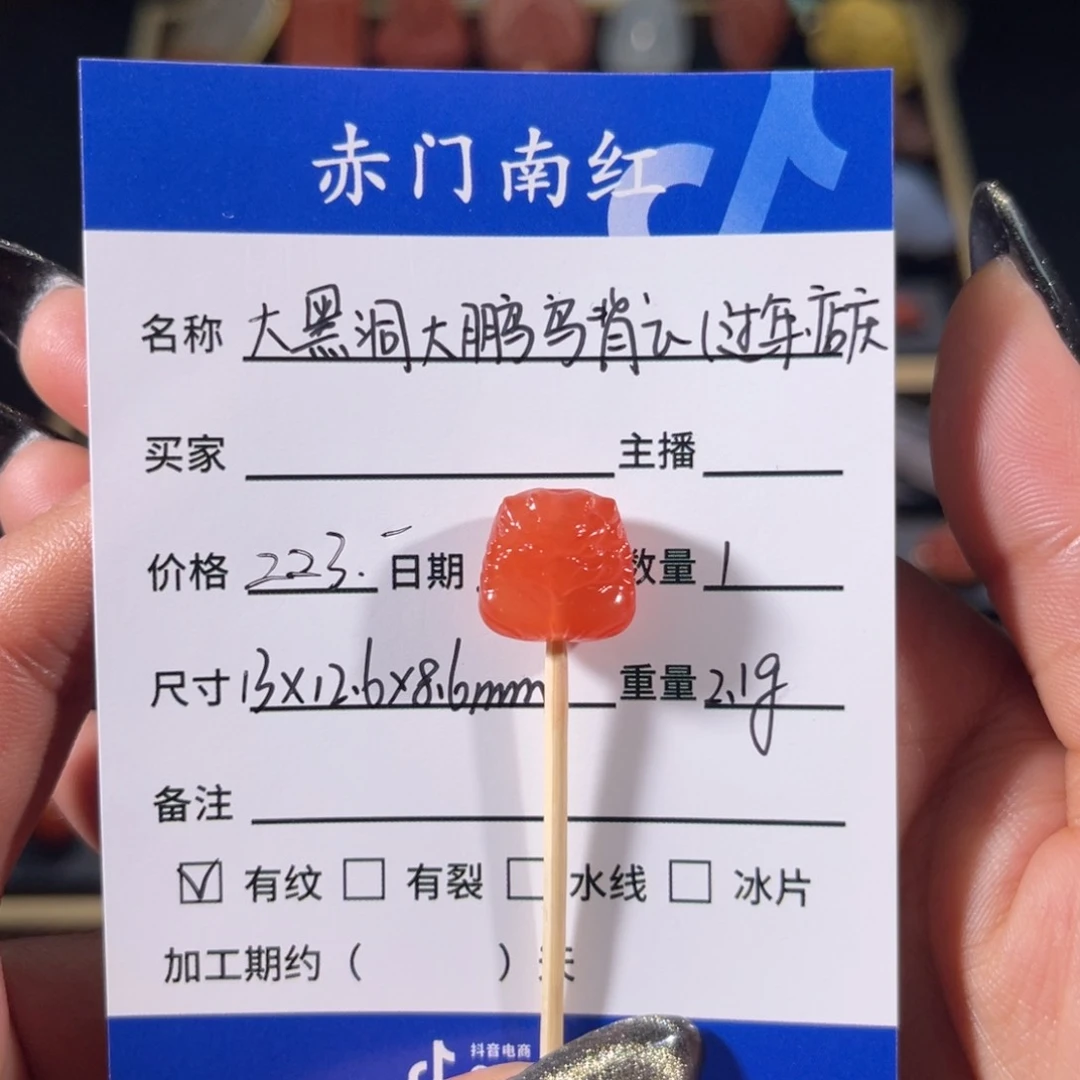 赤门南红
名称 大黑洞大鹏鸟背云(过年店庆
买家 主播
价格 223. 日期 数量 1
尺寸 13X12.6X8.6mm 重量 2.1g
备注
☑ 有纹 □ 有裂 □ 水线 □ 冰片
加工期约（ ）天
抖音电商